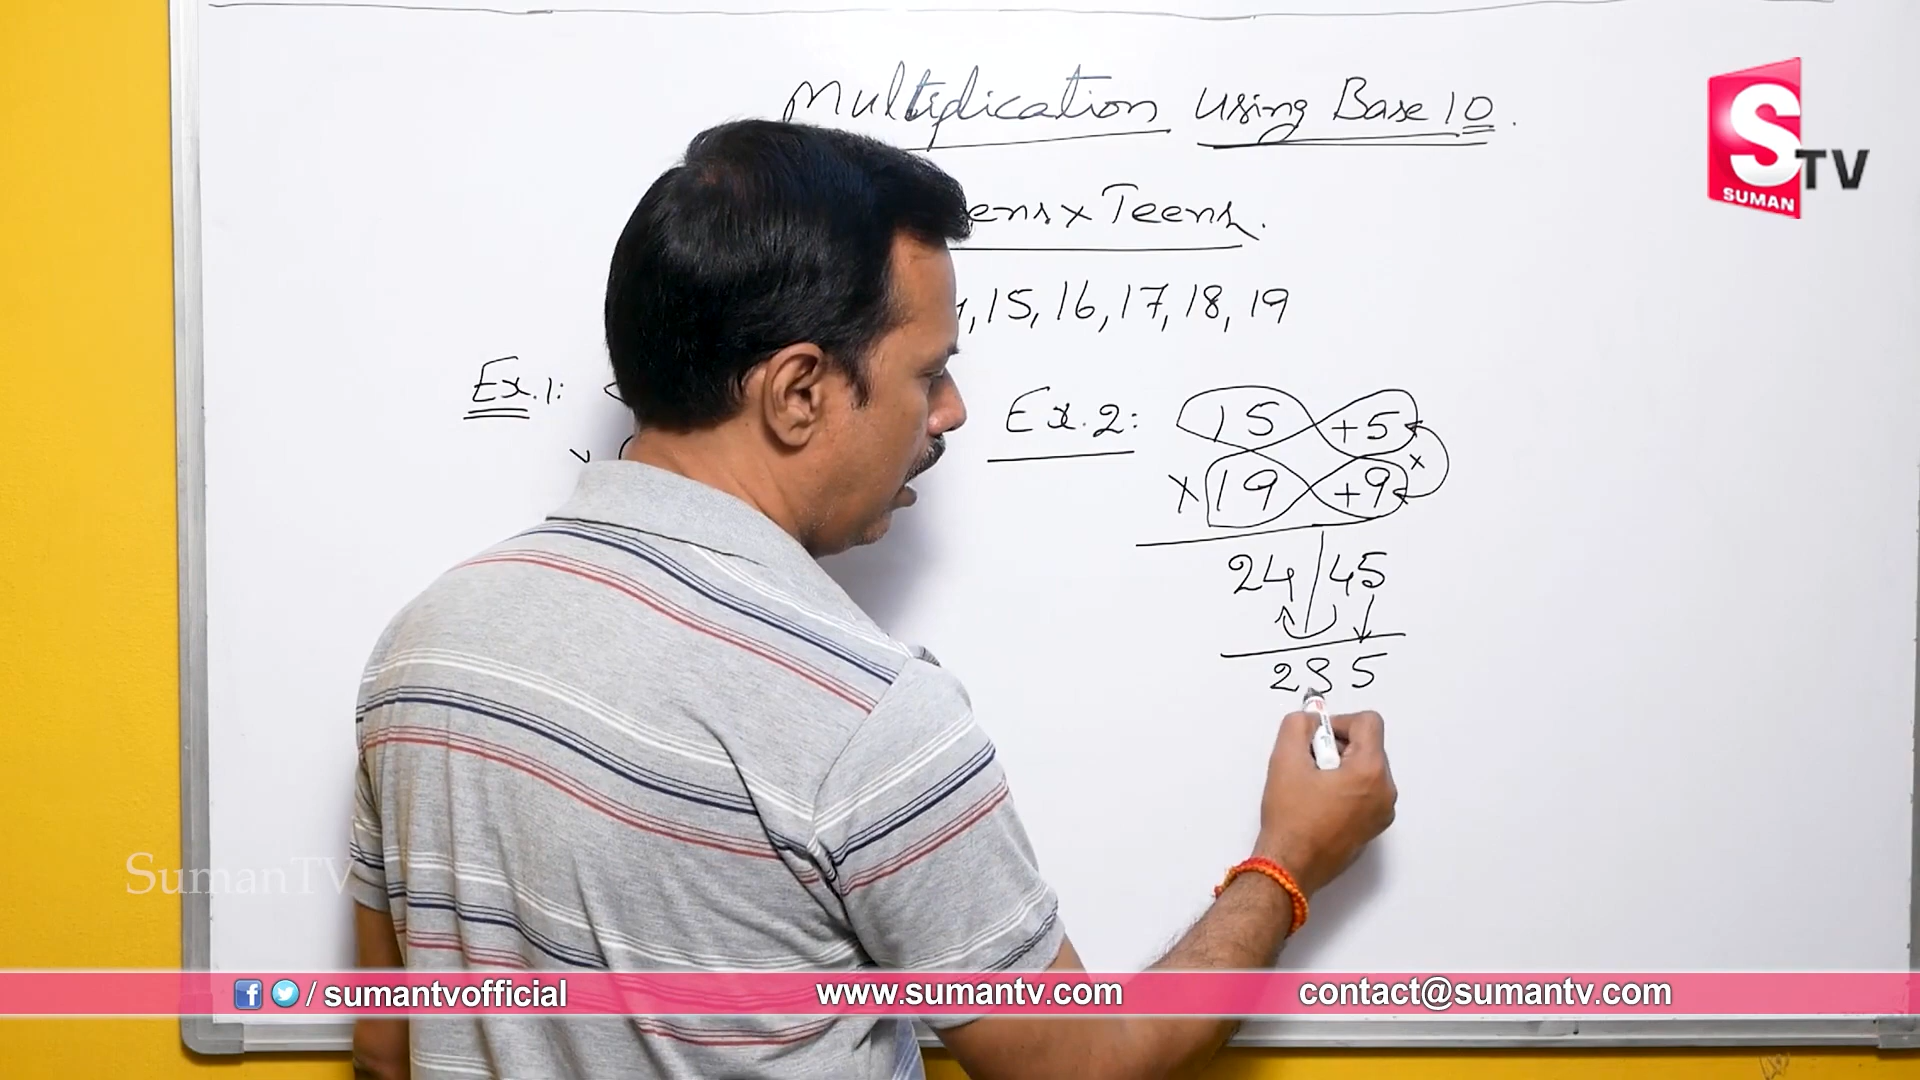 Multiplication Using Base 10.
S
TV
SUMAN
Teens.
15, 16, 17, 18, 19
Ex.1:
Ex.2: 15 +5
×
× 19 +9
24 / 45
285
SumanTV
/ sumantvofficial
www.sumantv.com
contact@sumantv.com